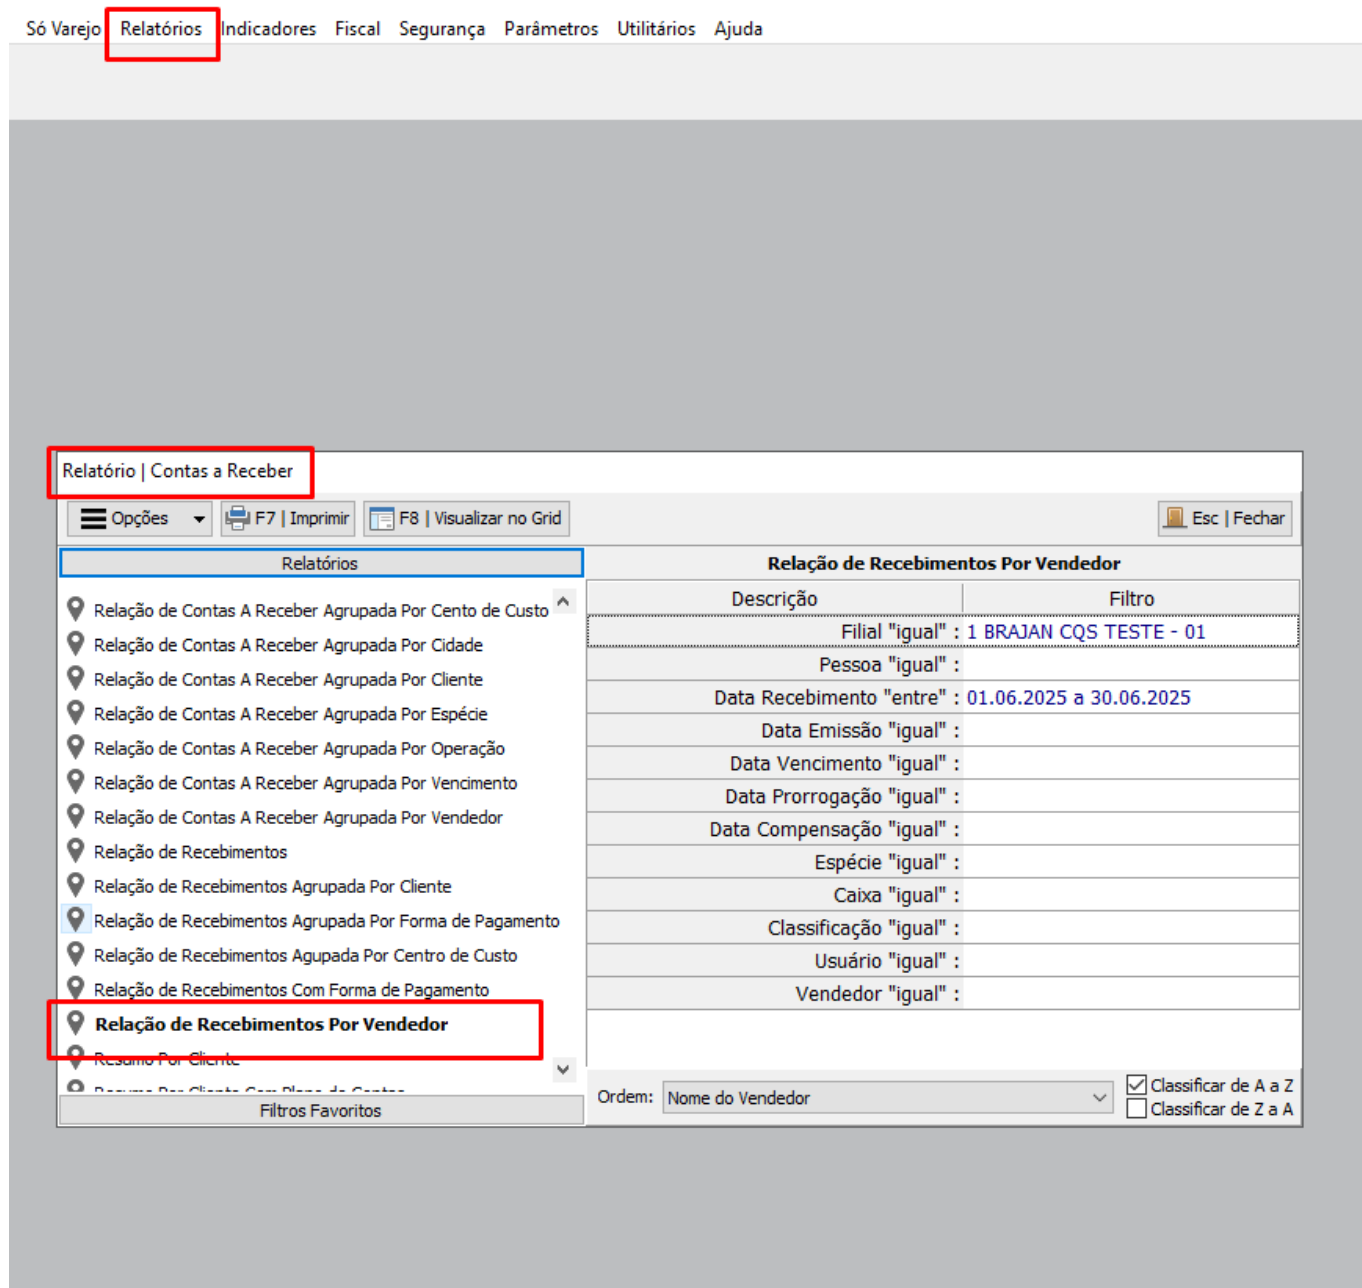 Só Varejo Relatórios Indicadores Fiscal Segurança Parâmetros Utilitários Ajuda
Relatório | Contas a Receber
Opções F7 | Imprimir F8 | Visualizar no Grid Esc | Fechar
Relatórios
Relação de Contas A Receber Agrupada Por Cento de Custo
Relação de Contas A Receber Agrupada Por Cidade
Relação de Contas A Receber Agrupada Por Cliente
Relação de Contas A Receber Agrupada Por Espécie
Relação de Contas A Receber Agrupada Por Operação
Relação de Contas A Receber Agrupada Por Vencimento
Relação de Contas A Receber Agrupada Por Vendedor
Relação de Recebimentos
Relação de Recebimentos Agrupada Por Cliente
Relação de Recebimentos Agrupada Por Forma de Pagamento
Relação de Recebimentos Agupada Por Centro de Custo
Relação de Recebimentos Com Forma de Pagamento
Relação de Recebimentos Por Vendedor
Resumo Por Cliente
Resumo Por Cliente Com Plano de Contas
Filtros Favoritos
Relação de Recebimentos Por Vendedor
Descrição Filtro
Filial "igual" : 1 BRAJAN CQS TESTE - 01
Pessoa "igual" :
Data Recebimento "entre" : 01.06.2025 a 30.06.2025
Data Emissão "igual" :
Data Vencimento "igual" :
Data Prorrogação "igual" :
Data Compensação "igual" :
Espécie "igual" :
Caixa "igual" :
Classificação "igual" :
Usuário "igual" :
Vendedor "igual" :
Ordem: Nome do Vendedor
Classificar de A a Z
Classificar de Z a A